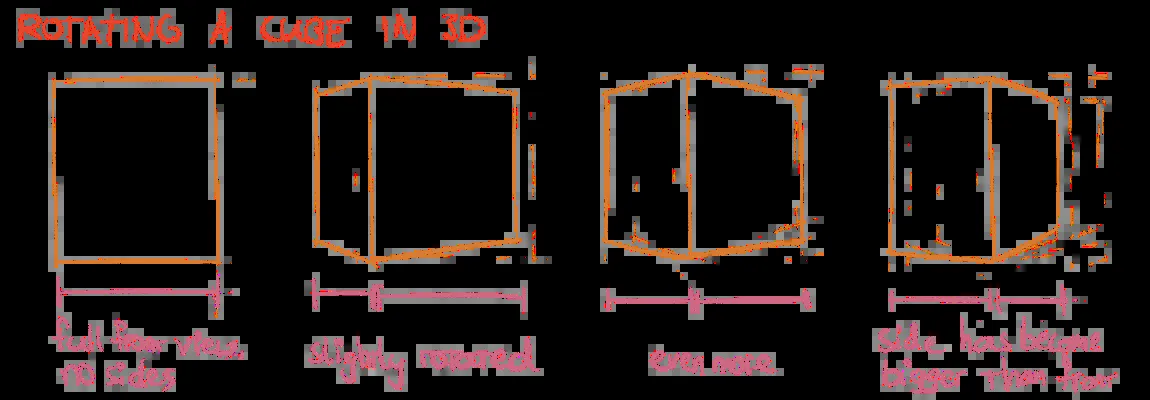 ROTATING A CUBE IN 3D
full front view,
no sides
slightly rotated
even more
side has become
bigger than front